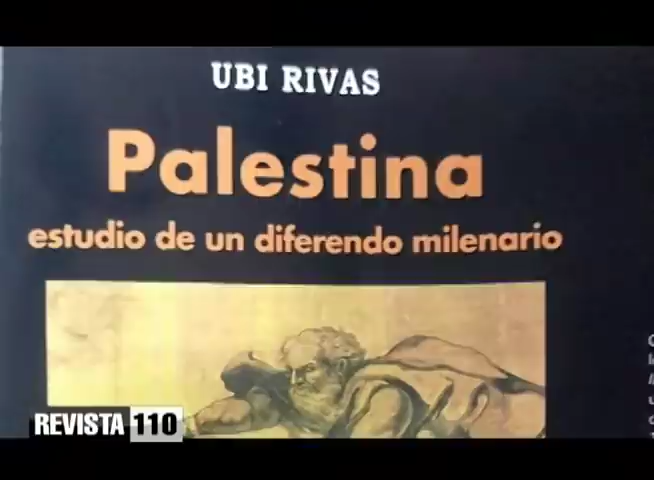 UBI RIVAS
Palestina
estudio de un diferendo milenario
REVISTA 110